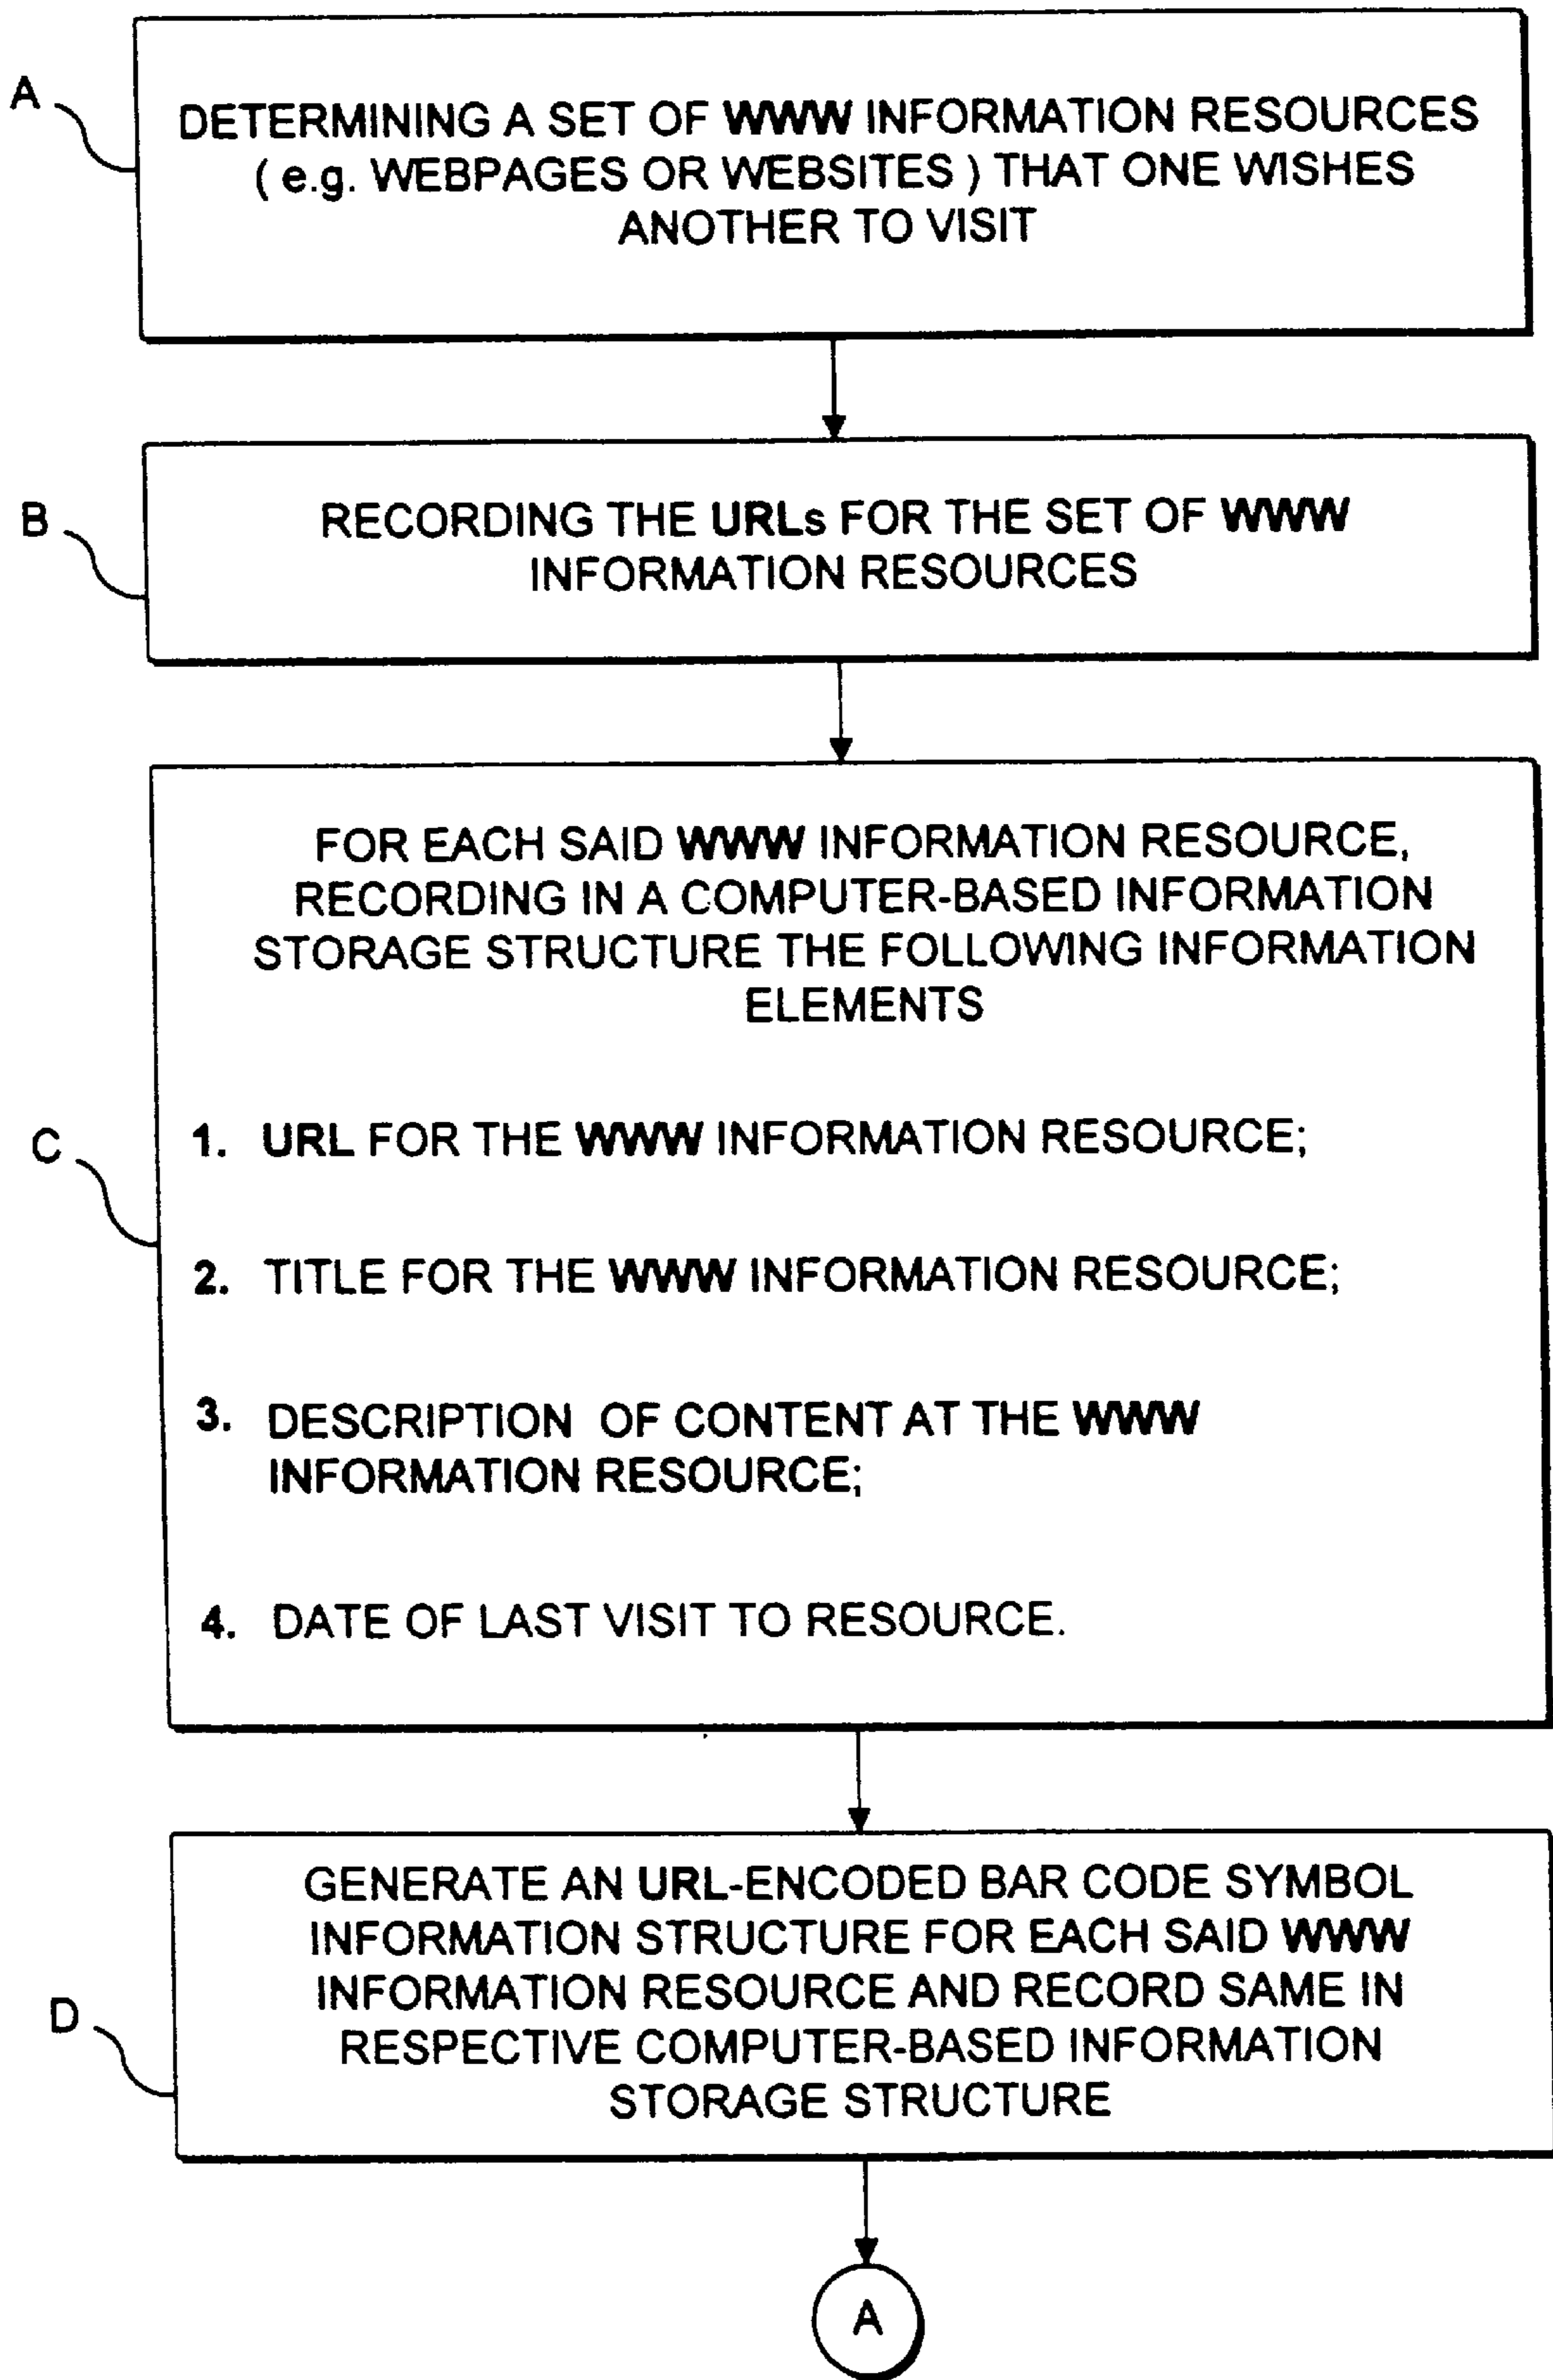 A
DETERMINING A SET OF WWW INFORMATION RESOURCES
( e.g. WEBPAGES OR WEBSITES ) THAT ONE WISHES
ANOTHER TO VISIT
B
RECORDING THE URLs FOR THE SET OF WWW
INFORMATION RESOURCES
FOR EACH SAID WWW INFORMATION RESOURCE,
RECORDING IN A COMPUTER-BASED INFORMATION
STORAGE STRUCTURE THE FOLLOWING INFORMATION
ELEMENTS
C
1. URL FOR THE WWW INFORMATION RESOURCE;
2. TITLE FOR THE WWW INFORMATION RESOURCE;
3. DESCRIPTION OF CONTENT AT THE WWW
INFORMATION RESOURCE;
4. DATE OF LAST VISIT TO RESOURCE.
D
GENERATE AN URL-ENCODED BAR CODE SYMBOL
INFORMATION STRUCTURE FOR EACH SAID WWW
INFORMATION RESOURCE AND RECORD SAME IN
RESPECTIVE COMPUTER-BASED INFORMATION
STORAGE STRUCTURE
A